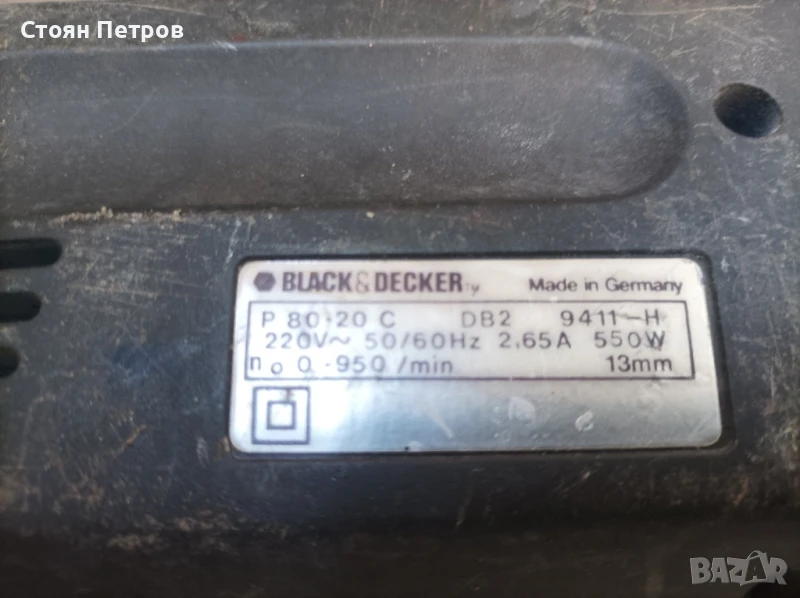 Стоян Петров
BLACK & DECKER Made in Germany
P 80-20 C DB2 9411-H
220V~ 50/60Hz 2,65A 550W
no 0-950 /min 13mm
BAZAR